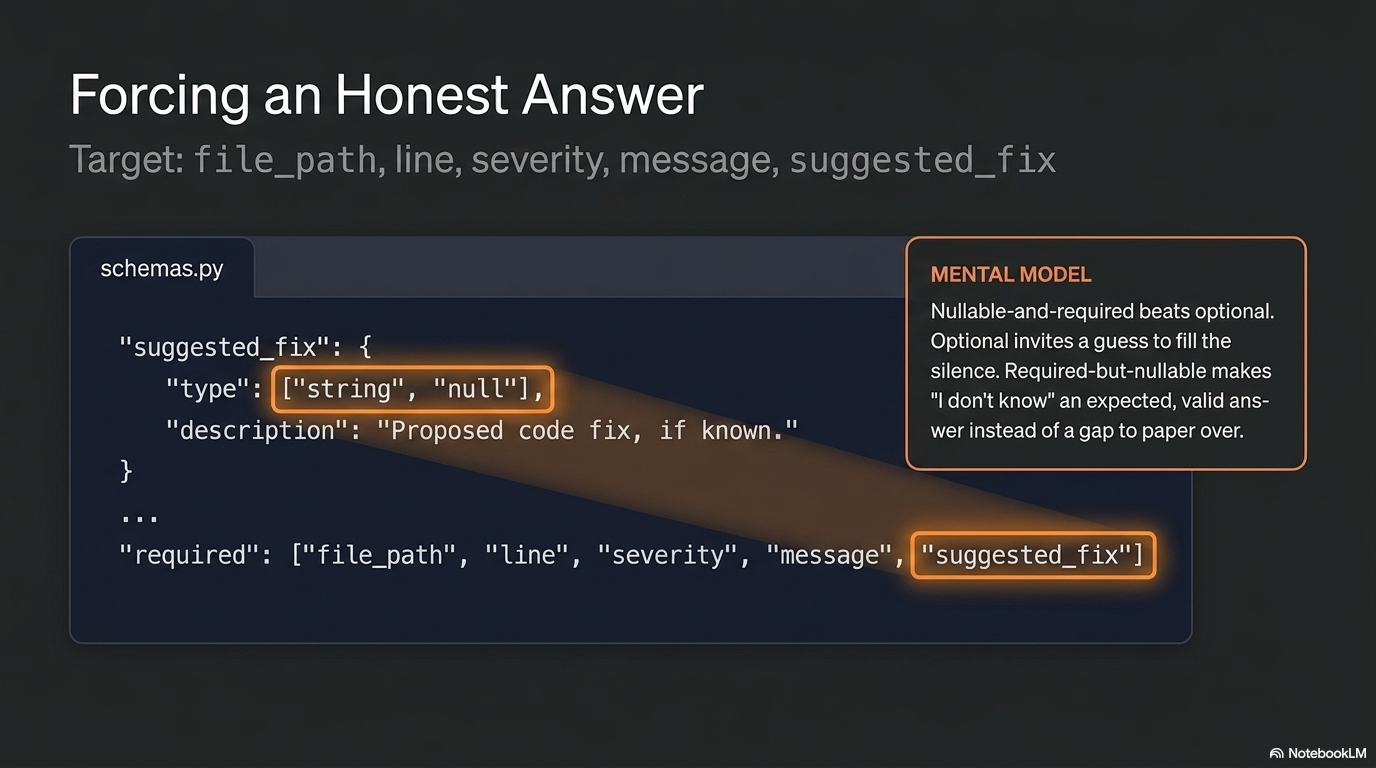 Forcing an Honest Answer
Target: file_path, line, severity, message, suggested_fix
schemas.py
"suggested_fix": {
"type": ["string", "null"],
"description": "Proposed code fix, if known."
}
...
"required": ["file_path", "line", "severity", "message", "suggested_fix"]
MENTAL MODEL
Nullable-and-required beats optional.
Optional invites a guess to fill the
silence. Required-but-nullable makes
"I don't know" an expected, valid ans-
wer instead of a gap to paper over.
NotebookLM